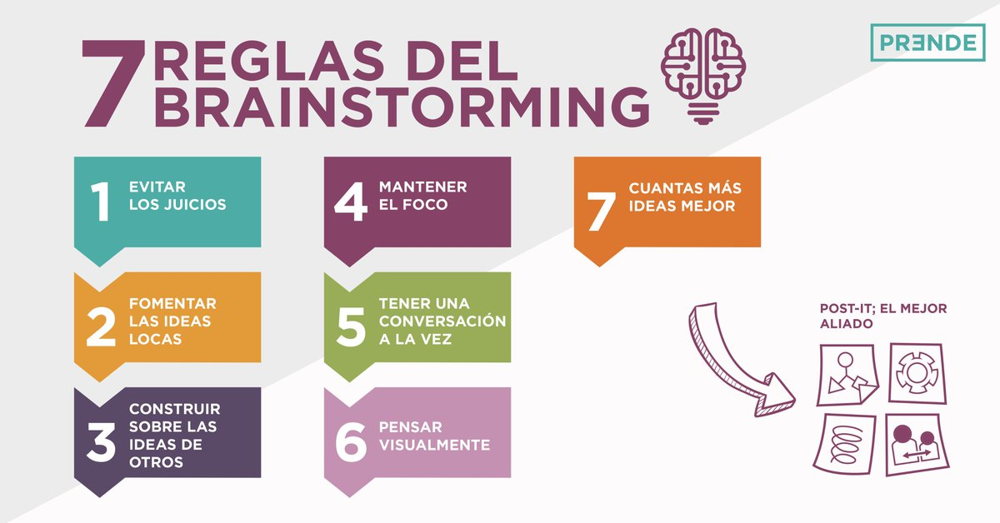 7 REGLAS DEL
BRAINSTORMING
PRENDE
1 EVITAR
LOS JUICIOS
2 FOMENTAR
LAS IDEAS
LOCAS
3 CONSTRUIR
SOBRE LAS
IDEAS DE
OTROS
4 MANTENER
EL FOCO
5 TENER UNA
CONVERSACIÓN
A LA VEZ
6 PENSAR
VISUALMENTE
7 CUANTAS MÁS
IDEAS MEJOR
POST-IT; EL MEJOR
ALIADO